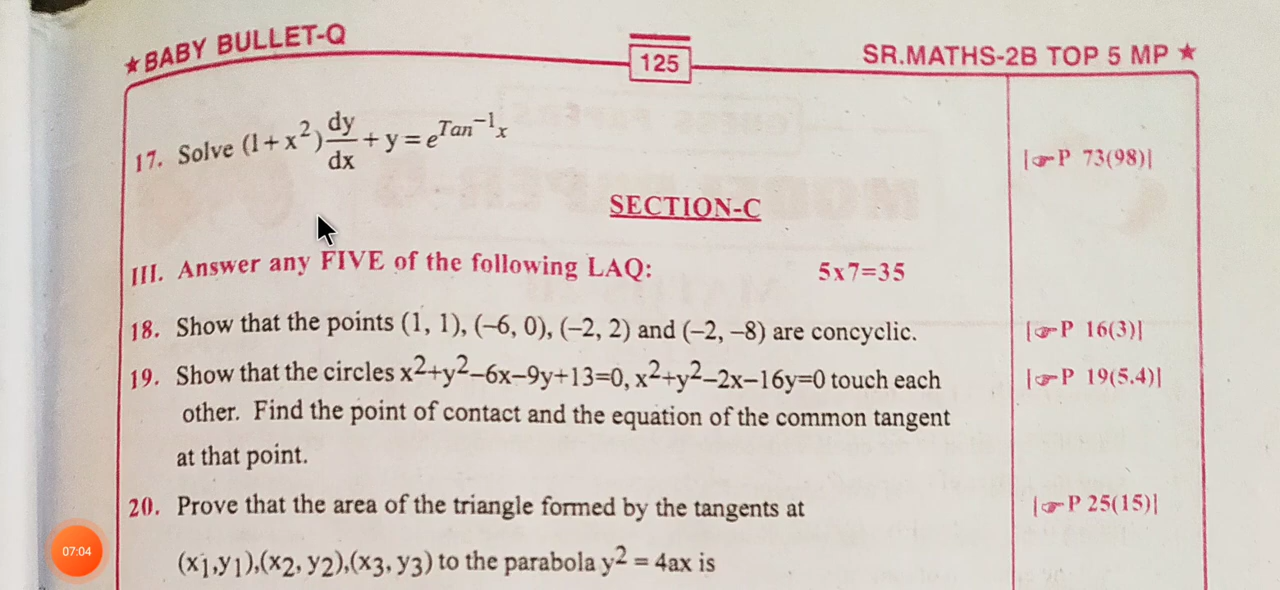 ★BABY BULLET-Q
125
SR.MATHS-2B TOP 5 MP ★
17. Solve (1+x²)dy/dx + y = e^Tan⁻¹x
|☞P 73(98)|
SECTION-C
III. Answer any FIVE of the following LAQ: 5x7=35
18. Show that the points (1, 1), (–6, 0), (–2, 2) and (–2, –8) are concyclic. |☞P 16(3)|
19. Show that the circles x²+y²–6x–9y+13=0, x²+y²–2x–16y=0 touch each |☞P 19(5.4)|
other. Find the point of contact and the equation of the common tangent
at that point.
20. Prove that the area of the triangle formed by the tangents at |☞P 25(15)|
(x₁,y₁),(x₂, y₂),(x₃, y₃) to the parabola y² = 4ax is
07:04